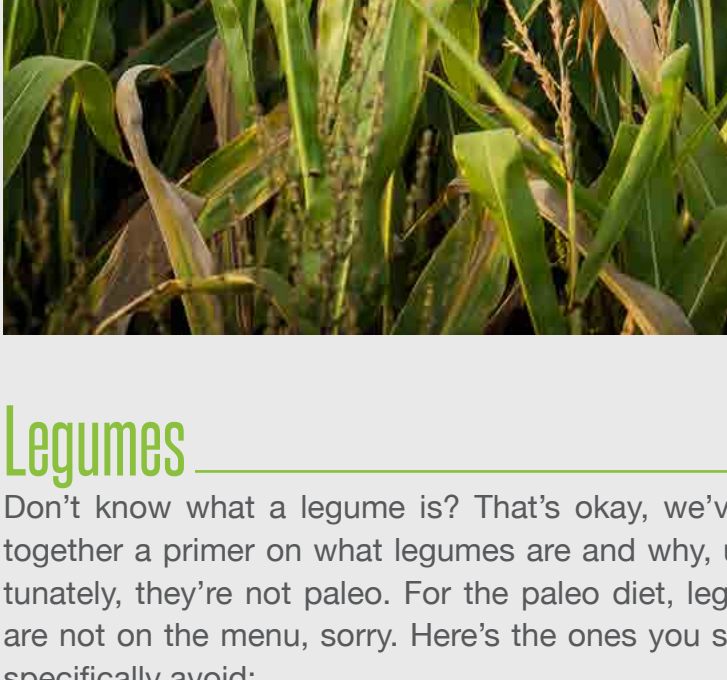 Legumes
Don’t know what a legume is? That’s okay,
together a primer on what legumes are and why,
tunately, they’re not paleo. For the paleo diet,
are not on the menu, sorry. Here’s the ones you
specifically avoid: